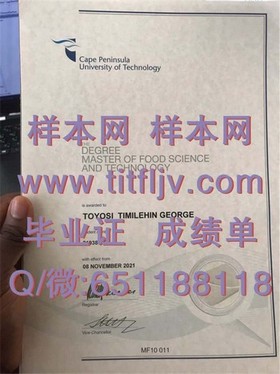 Cape Peninsula
University of Technology
样本网 样本网
DEGREE
MASTER OF FOOD SCIENCE
AND TECHNOLOGY
www.titfljv.com
is awarded to
TOYOSI TIMILEHIN GEORGE
毕业证 成绩单
with effect from
08 NOVEMBER 2021
Q/微:651188118
Registrar
Vice-Chancellor
MF10 011